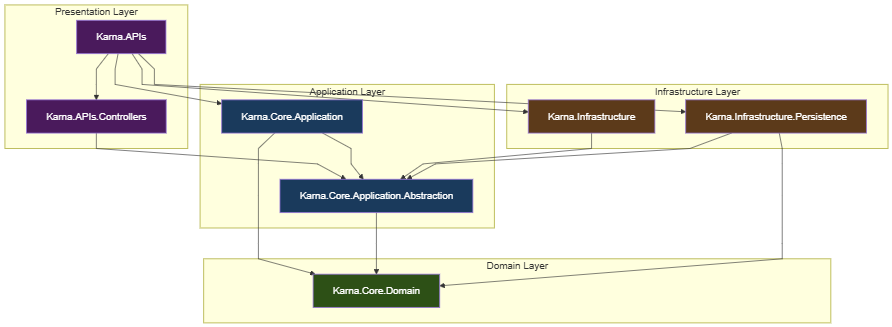 Presentation Layer
Karna.APIs
Application Layer
Infrastructure Layer
Karna.APIs.Controllers
Karna.Core.Application
Karna.Infrastructure
Karna.Infrastructure.Persistence
Karna.Core.Application.Abstraction
Domain Layer
Karna.Core.Domain